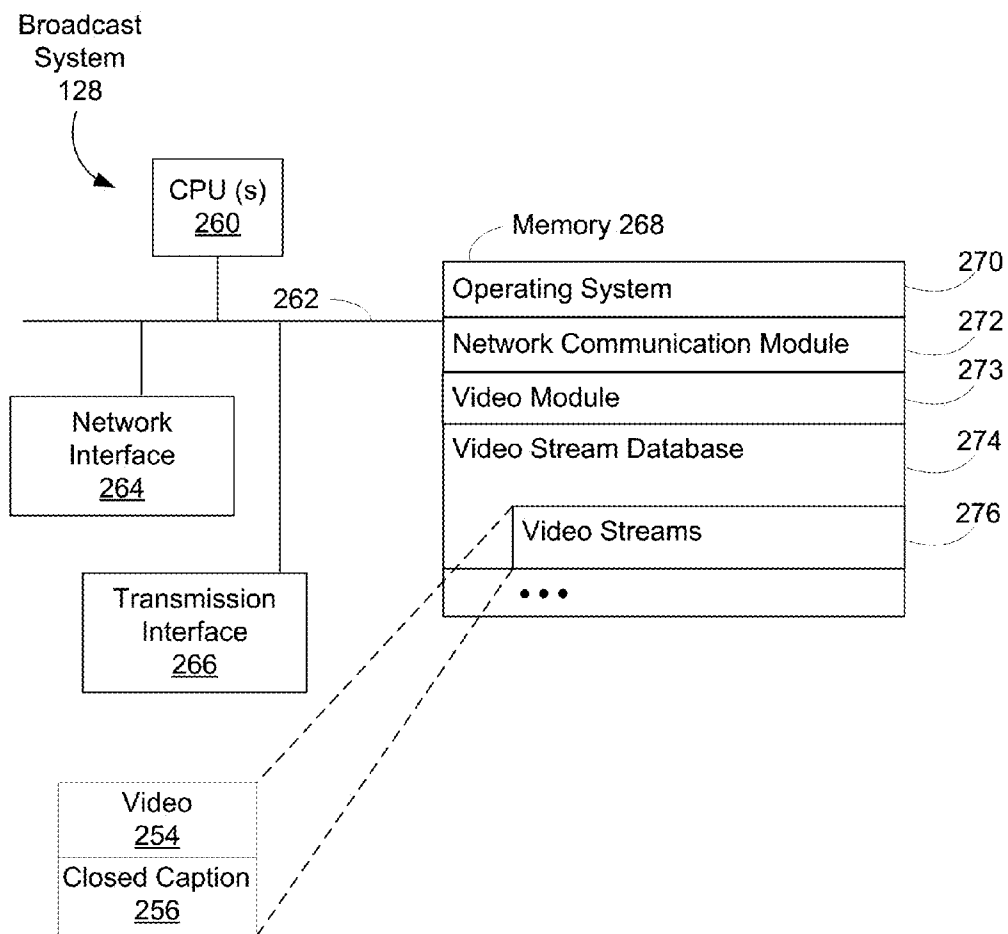 Broadcast
System
128
CPU (s)
260
Memory 268
262
Operating System
270
Network Communication Module
272
Video Module
273
Video Stream Database
274
Video Streams
276
• • •
Network
Interface
264
Transmission
Interface
266
Video
254
Closed Caption
256